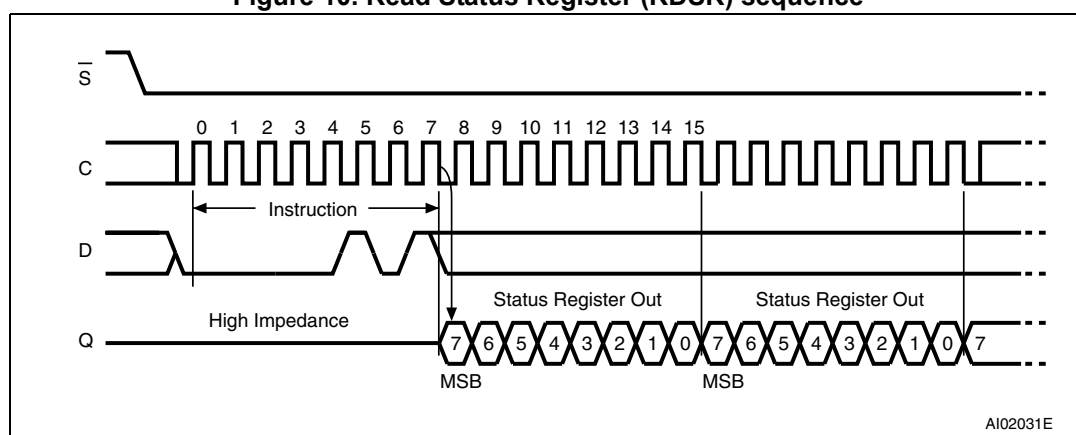 Figure 10. Read Status Register (RDSR) sequence
S
0 1 2 3 4 5 6 7 8 9 10 11 12 13 14 15
C
Instruction
D
Status Register Out Status Register Out
High Impedance
Q 7 6 5 4 3 2 1 0 7 6 5 4 3 2 1 0 7
MSB MSB
AI02031E